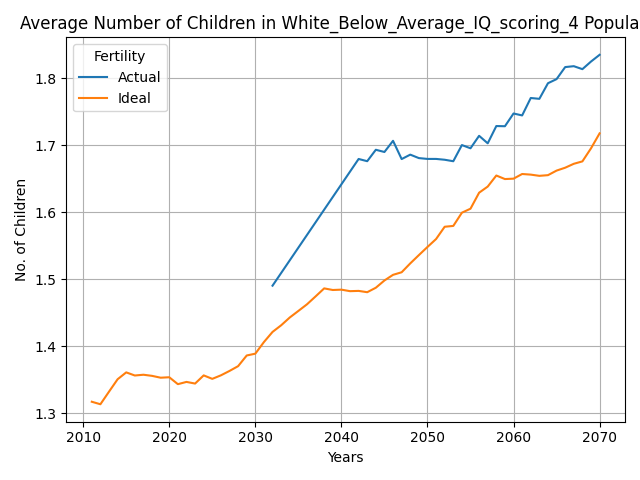 Average Number of Children in White_Below_Average_IQ_scoring_4 Popula
Fertility
Actual
Ideal
1.8
1.7
1.6
1.5
1.4
1.3
No. of Children
2010 2020 2030 2040 2050 2060 2070
Years